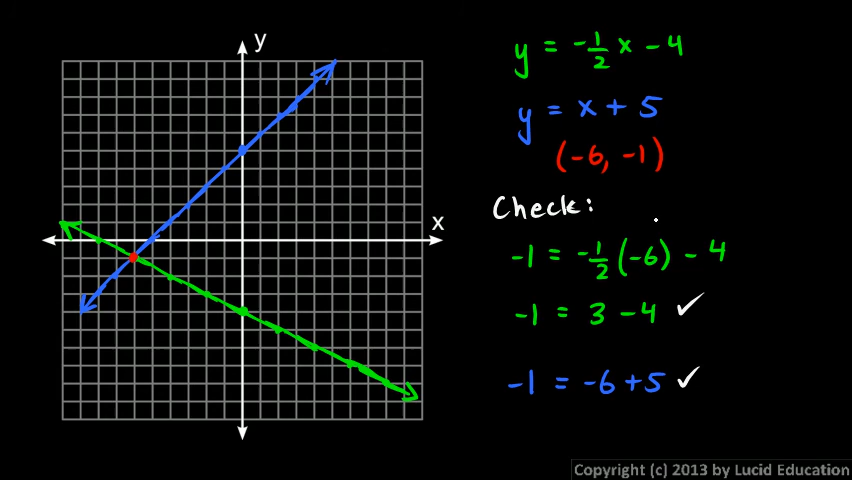 y
x
y = -1/2 x - 4
y = x + 5
(-6, -1)
Check:
-1 = -1/2 (-6) - 4
-1 = 3 - 4 ✓
-1 = -6 + 5 ✓
Copyright (c) 2013 by Lucid Education